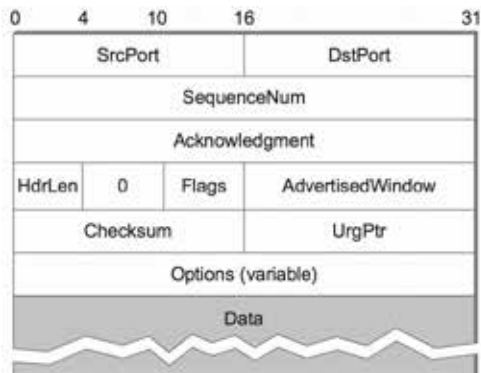 0 4 10 16 31
SrcPort DstPort
SequenceNum
Acknowledgment
HdrLen 0 Flags AdvertisedWindow
Checksum UrgPtr
Options (variable)
Data